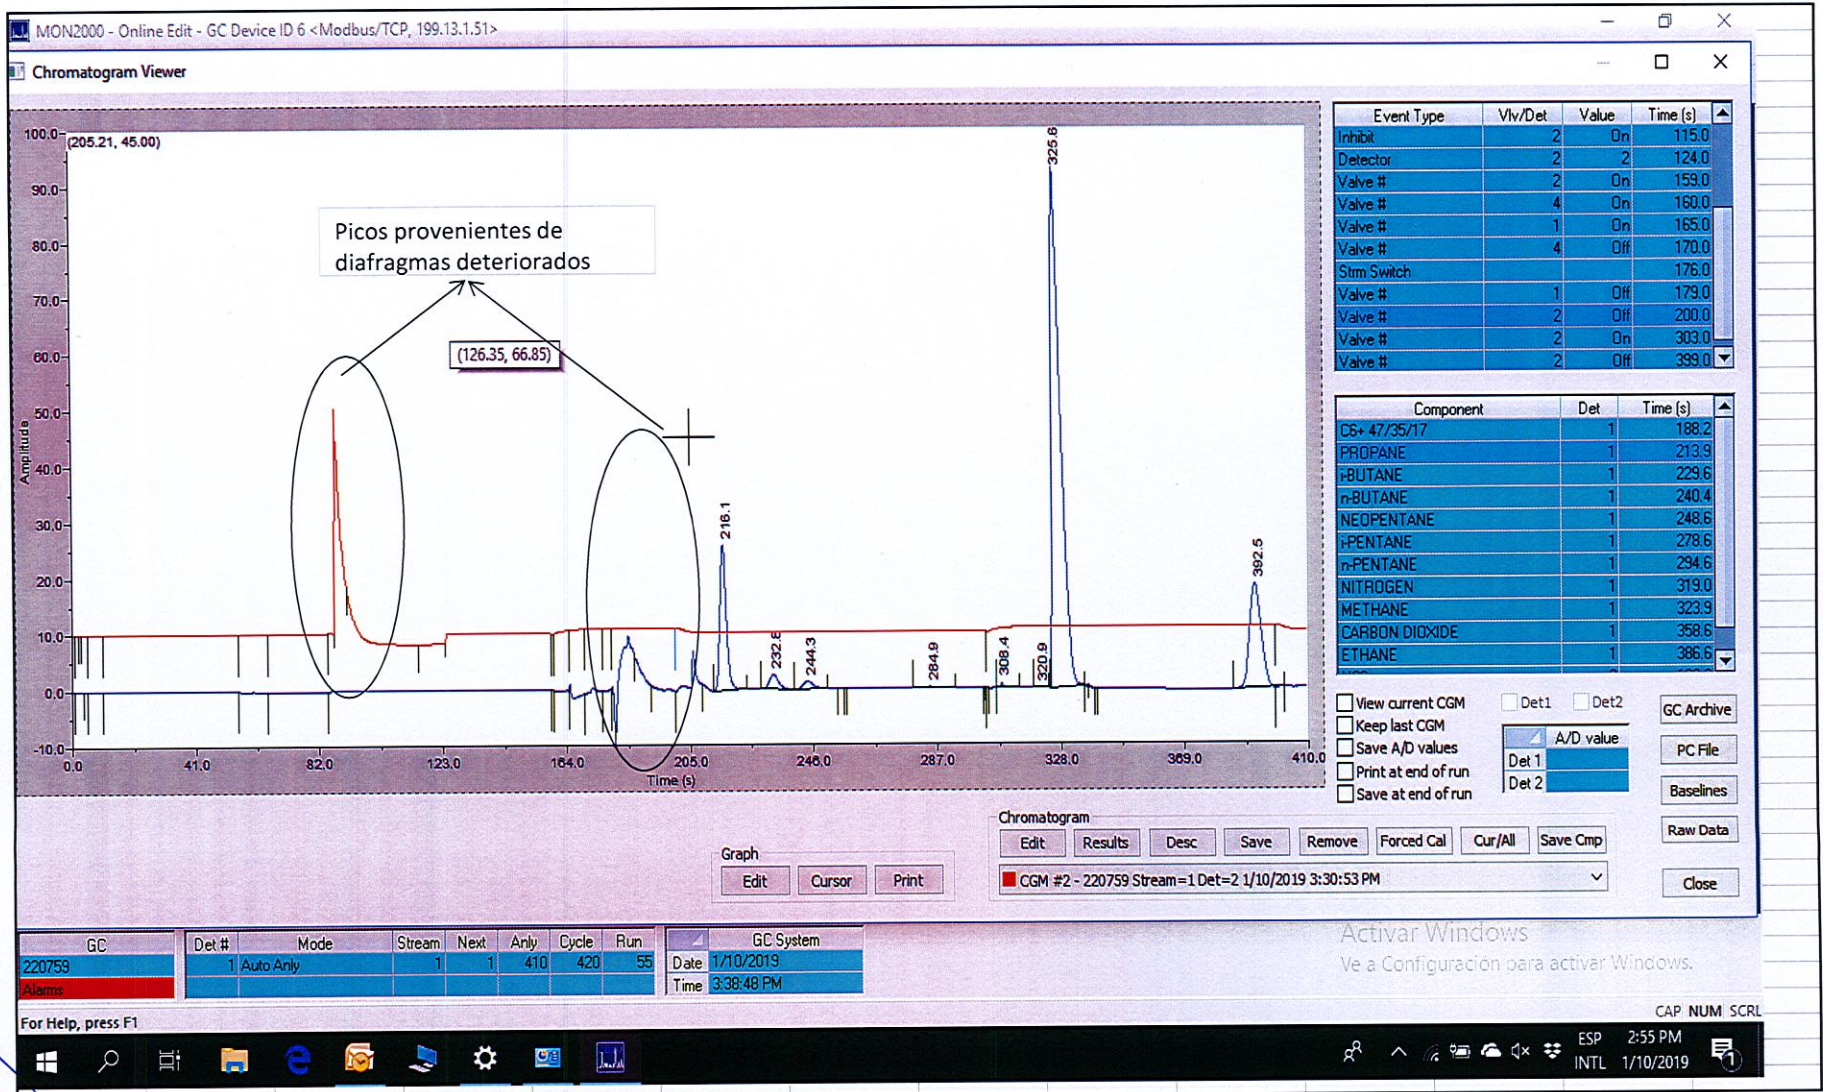 MON2000 - Online Edit - GC Device ID 6 <Modbus/TCP, 199.13.1.51>
Chromatogram Viewer
(205.21, 45.00)
Picos provenientes de
diafragmas deteriorados
(126.35, 66.85)
100.0
90.0
80.0
70.0
60.0
50.0
40.0
30.0
20.0
10.0
0.0
-10.0
Amplitude
216.1
232.8
244.3
284.9
308.4
320.9
325.6
392.5
0.0 41.0 82.0 123.0 164.0 205.0 246.0 287.0 328.0 369.0 410.0
Time (s)
Event Type Vlv/Det Value Time (s)
Inhibit 2 On 115.0
Detector 2 2 124.0
Valve # 2 On 159.0
Valve # 4 On 160.0
Valve # 1 On 165.0
Valve # 4 Off 170.0
Strm Switch 176.0
Valve # 1 Off 179.0
Valve # 2 Off 200.0
Valve # 2 On 303.0
Valve # 2 Off 399.0
Component Det Time (s)
C6+ 47/35/17 1 188.2
PROPANE 1 213.9
i-BUTANE 1 229.6
n-BUTANE 1 240.4
NEOPENTANE 1 248.6
i-PENTANE 1 278.6
n-PENTANE 1 294.6
NITROGEN 1 319.0
METHANE 1 323.9
CARBON DIOXIDE 1 358.6
ETHANE 1 386.6
View current CGM
Keep last CGM
Save A/D values
Print at end of run
Save at end of run
Det1 Det2
A/D value
Det 1
Det 2
GC Archive
PC File
Baselines
Raw Data
Close
Graph
Edit Cursor Print
Chromatogram
Edit Results Desc Save Remove Forced Cal Cur/All Save Cmp
CGM #2 - 220759 Stream=1 Det=2 1/10/2019 3:30:53 PM
GC
220759
Alarms
Det # Mode Stream Next Anly Cycle Run
1 Auto Anly 1 1 410 420 55
GC System
Date 1/10/2019
Time 3:38:48 PM
Activar Windows
Ve a Configuración para activar Windows.
For Help, press F1
CAP NUM SCRL
ESP
INTL
2:55 PM
1/10/2019
1